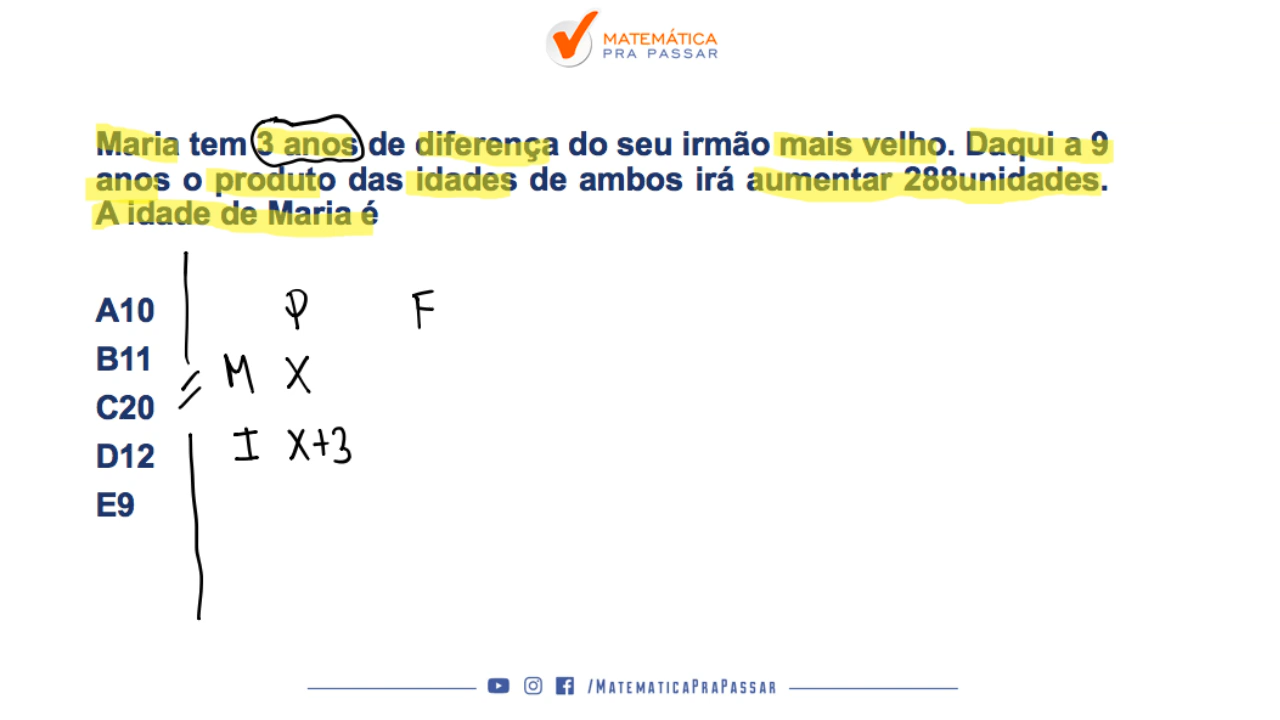 MATEMÁTICA
PRA PASSAR
Maria tem 3 anos de diferença do seu irmão mais velho. Daqui a 9
anos o produto das idades de ambos irá aumentar 288unidades.
A idade de Maria é
A10
B11
C20
D12
E9
P F
M X
I X+3
/MATEMATICAPRAPASSAR